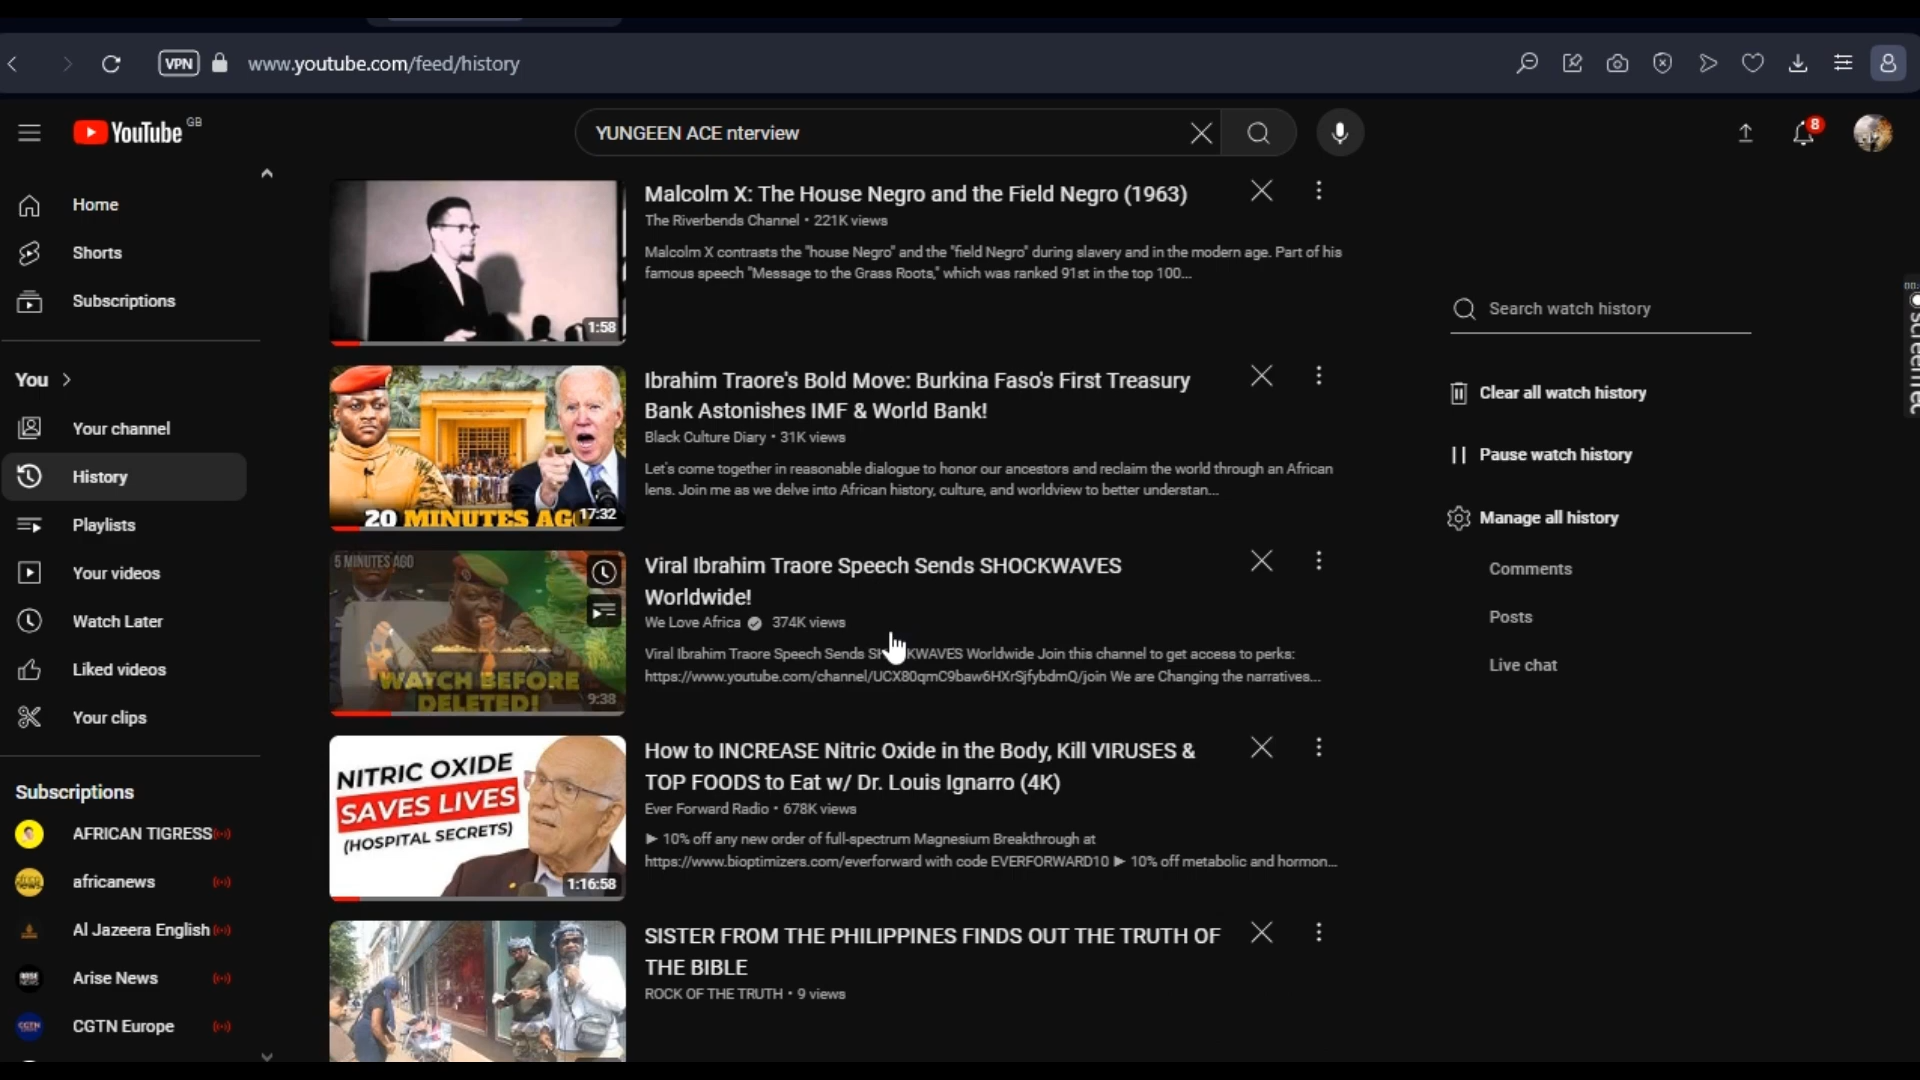 VPN www.youtube.com/feed/history
YouTube GB
YUNGEEN ACE nterview
8
Home
Shorts
Subscriptions
You
Your channel
History
Playlists
Your videos
Watch Later
Liked videos
Your clips
Subscriptions
AFRICAN TIGRESS
africanews
Al Jazeera English
Arise News
CGTN Europe
1:58
Malcolm X: The House Negro and the Field Negro (1963)
The Riverbends Channel • 221K views
Malcolm X contrasts the "house Negro" and the "field Negro" during slavery and in the modern age. Part of his
famous speech "Message to the Grass Roots," which was ranked 91st in the top 100...
20 MINUTES AG
17:32
Ibrahim Traore's Bold Move: Burkina Faso's First Treasury
Bank Astonishes IMF & World Bank!
Black Culture Diary • 31K views
Let's come together in reasonable dialogue to honor our ancestors and reclaim the world through an African
lens. Join me as we delve into African history, culture, and worldview to better understan...
5 MINUTES AGO
WATCH BEFORE
DELETED!
9:38
Viral Ibrahim Traore Speech Sends SHOCKWAVES
Worldwide!
We Love Africa 374K views
Viral Ibrahim Traore Speech Sends SH KWAVES Worldwide Join this channel to get access to perks:
https://www.youtube.com/channel/UCX80qmC9baw6HXrSjfybdmQ/join We are Changing the narratives...
NITRIC OXIDE
SAVES LIVES
(HOSPITAL SECRETS)
1:16:58
How to INCREASE Nitric Oxide in the Body, Kill VIRUSES &
TOP FOODS to Eat w/ Dr. Louis Ignarro (4K)
Ever Forward Radio • 678K views
► 10% off any new order of full-spectrum Magnesium Breakthrough at
https://www.bioptimizers.com/everforward with code EVERFORWARD10 ► 10% off metabolic and hormon...
SISTER FROM THE PHILIPPINES FINDS OUT THE TRUTH OF
THE BIBLE
ROCK OF THE TRUTH • 9 views
Search watch history
Clear all watch history
Pause watch history
Manage all history
Comments
Posts
Live chat